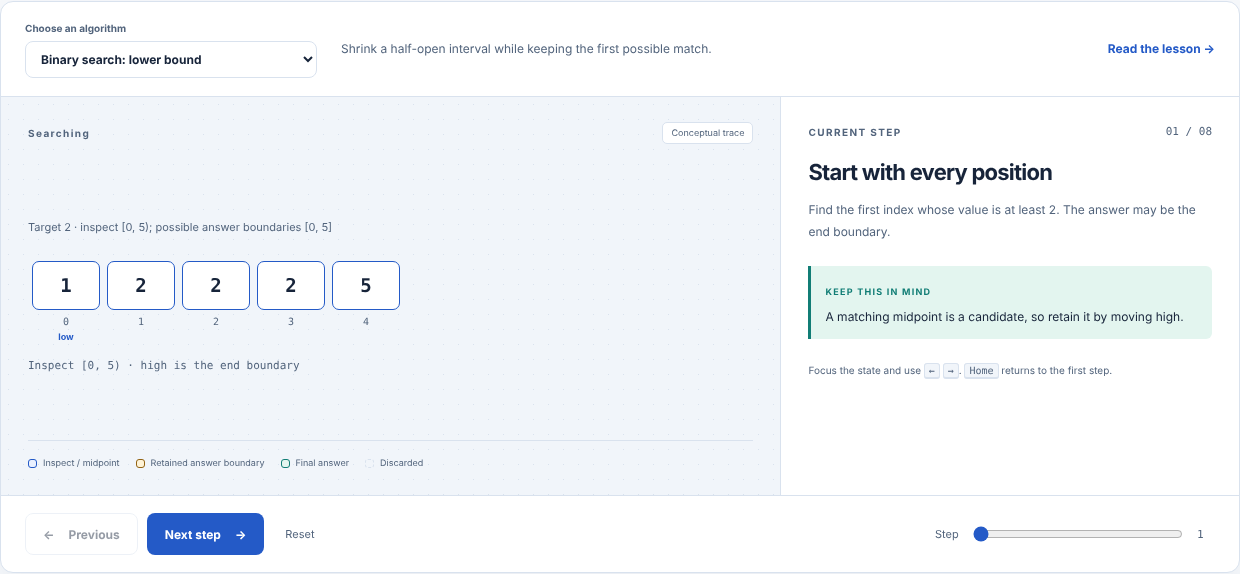 Choose an algorithm
Binary search: lower bound
Shrink a half-open interval while keeping the first possible match.
Read the lesson →
Searching
Conceptual trace
Target 2 · inspect [0, 5); possible answer boundaries [0, 5]
1 2 2 2 5
0 1 2 3 4
low
Inspect [0, 5) · high is the end boundary
Inspect / midpoint Retained answer boundary Final answer Discarded
CURRENT STEP 01 / 08
Start with every position
Find the first index whose value is at least 2. The answer may be the
end boundary.
KEEP THIS IN MIND
A matching midpoint is a candidate, so retain it by moving high.
Focus the state and use ← →. Home returns to the first step.
← Previous Next step → Reset
Step 1